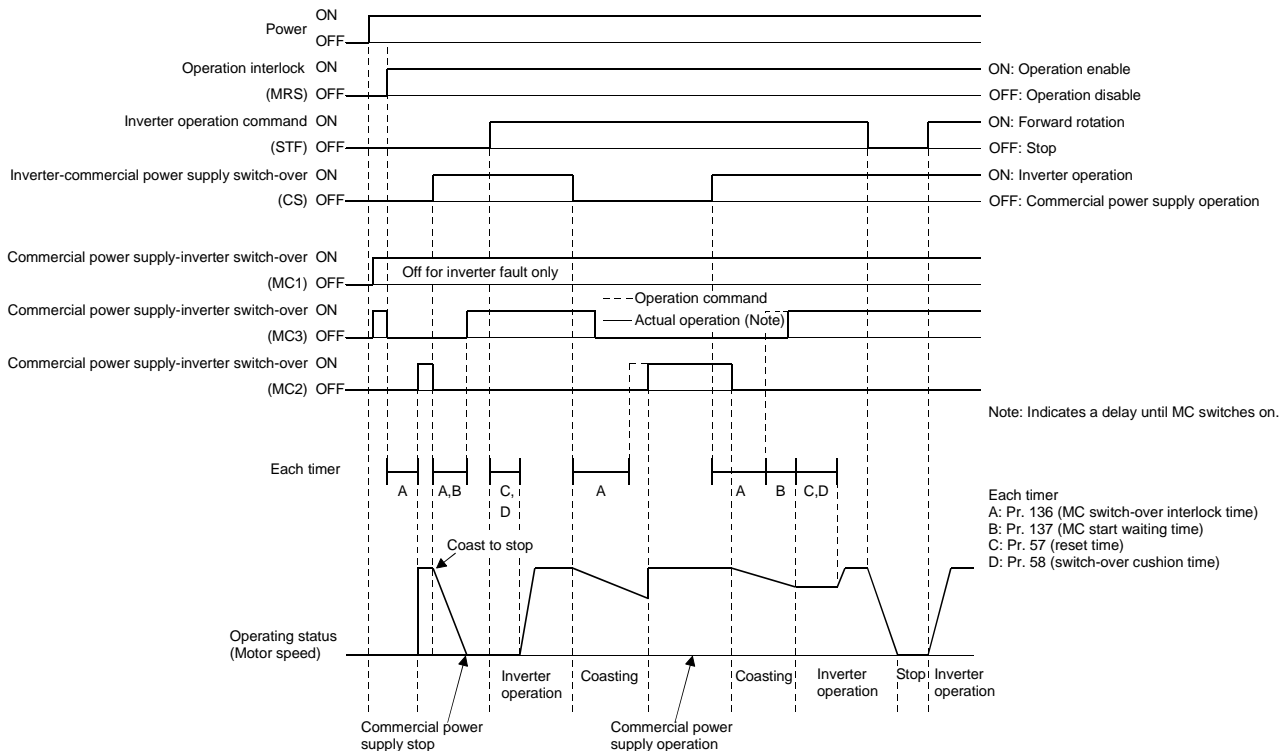 Power ON
OFF
Operation interlock ON
(MRS) OFF
ON: Operation enable
OFF: Operation disable
Inverter operation command ON
(STF) OFF
ON: Forward rotation
OFF: Stop
Inverter-commercial power supply switch-over ON
(CS) OFF
ON: Inverter operation
OFF: Commercial power supply operation
Commercial power supply-inverter switch-over ON
(MC1) OFF
Off for inverter fault only
Commercial power supply-inverter switch-over ON
(MC3) OFF
Operation command
Actual operation (Note)
Commercial power supply-inverter switch-over ON
(MC2) OFF
Note: Indicates a delay until MC switches on.
Each timer
A
A,B
C,
D
A
A
B
C,D
Each timer
A: Pr. 136 (MC switch-over interlock time)
B: Pr. 137 (MC start waiting time)
C: Pr. 57 (reset time)
D: Pr. 58 (switch-over cushion time)
Coast to stop
Operating status
(Motor speed)
Inverter
operation
Coasting
Coasting
Inverter
operation
Stop
Inverter
operation
Commercial power
supply stop
Commercial power
supply operation